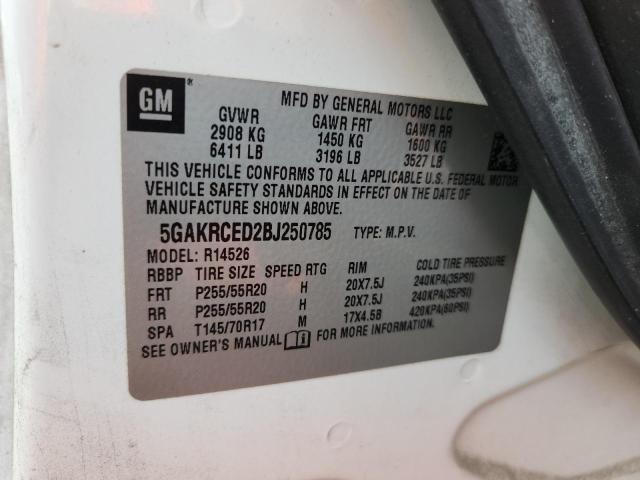 GM
MFD BY GENERAL MOTORS LLC
GVWR GAWR FRT GAWR RR
2908 KG 1450 KG 1600 KG
6411 LB 3196 LB 3527 LB
THIS VEHICLE CONFORMS TO ALL APPLICABLE U.S. FEDERAL MOTOR
VEHICLE SAFETY STANDARDS IN EFFECT ON THE DATE OF
MANUFACTURE SHOWN ABOVE.
5GAKRCED2BJ250785 TYPE: M.P.V.
MODEL: R14526
RBBP TIRE SIZE SPEED RTG RIM COLD TIRE PRESSURE
FRT P255/55R20 H 20X7.5J 240KPA(35PSI)
RR P255/55R20 H 20X7.5J 240KPA(35PSI)
SPA T145/70R17 M 17X4.5B 420KPA(60PSI)
SEE OWNER'S MANUAL FOR MORE INFORMATION.